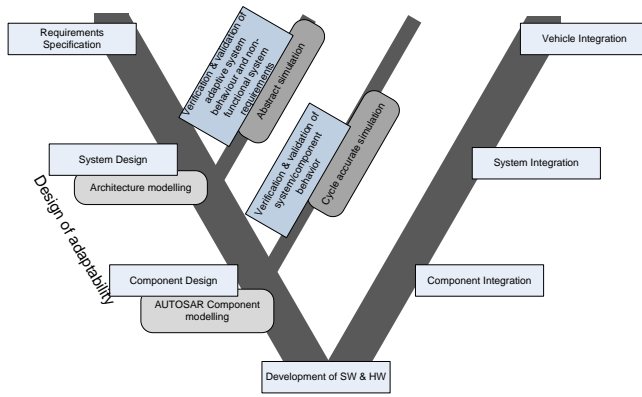 Requirements
Specification
Verification & validation of
adaptive system
behaviour and non-
functional system
requirements
Abstract simulation
Vehicle Integration
System Design
Architecture modelling
Verification & validation of
system/component
behavior
Cycle accurate simulation
System Integration
Design of adaptability
Component Design
AUTOSAR Component
modelling
Component Integration
Development of SW & HW